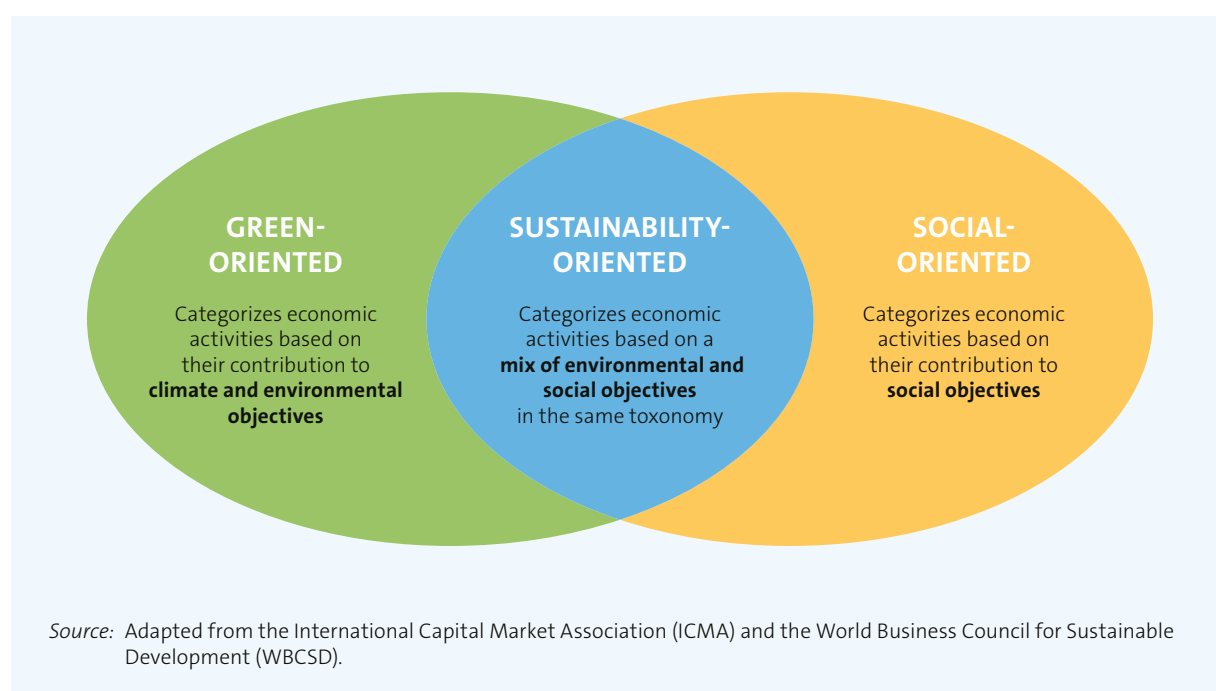 GREEN-
ORIENTED
Categorizes economic
activities based on
their contribution to
climate and environmental
objectives
SUSTAINABILITY-
ORIENTED
Categorizes economic
activities based on a
mix of environmental and
social objectives
in the same toxonomy
SOCIAL-
ORIENTED
Categorizes economic
activities based on
their contribution to
social objectives
Source: Adapted from the International Capital Market Association (ICMA) and the World Business Council for Sustainable
Development (WBCSD).